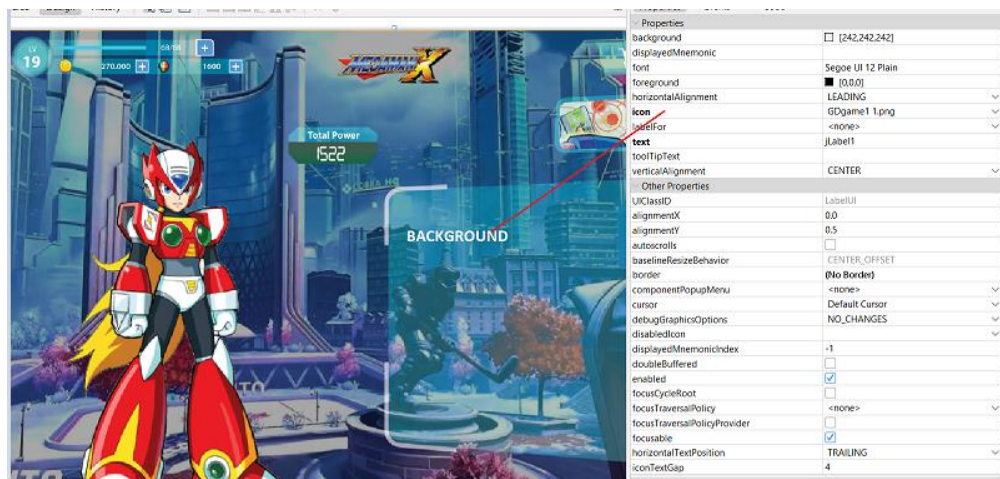 Design
History
LV
19
68/68
+
270.000 +
1600 +
MEGAMAN X
Total Power
1522
COBRA HQ
BACKGROUND
Properties
background [242,242,242]
displayedMnemonic
font Segoe UI 12 Plain
foreground [0,0,0]
horizontalAlignment LEADING
icon GDgame1 1.png
labelFor <none>
text jLabel1
toolTipText
verticalAlignment CENTER
Other Properties
UIClassID LabelUI
alignmentX 0.0
alignmentY 0.5
autoscrolls
baselineResizeBehavior CENTER_OFFSET
border (No Border)
componentPopupMenu <none>
cursor Default Cursor
debugGraphicsOptions NO_CHANGES
disabledIcon
displayedMnemonicIndex -1
doubleBuffered
enabled
focusCycleRoot
focusTraversalPolicy <none>
focusTraversalPolicyProvider
focusable
horizontalTextPosition TRAILING
iconTextGap 4